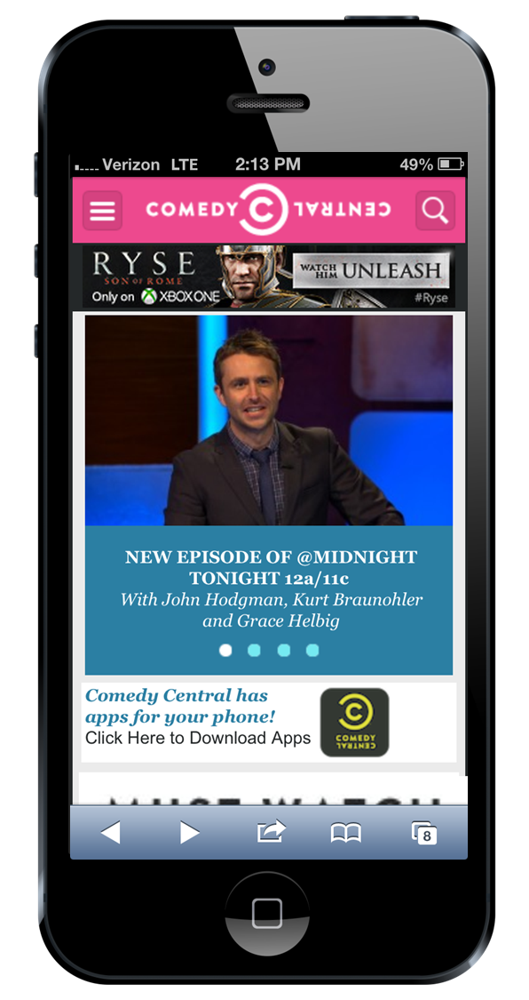 Verizon LTE 2:13 PM 49%
COMEDY CENTRAL
RYSE
SON OF ROME
Only on XBOX ONE
WATCH HIM UNLEASH
#Ryse
NEW EPISODE OF @MIDNIGHT
TONIGHT 12a/11c
With John Hodgman, Kurt Braunohler
and Grace Helbig
Comedy Central has
apps for your phone!
Click Here to Download Apps
COMEDY
CENTRAL
MUST WATCH
8